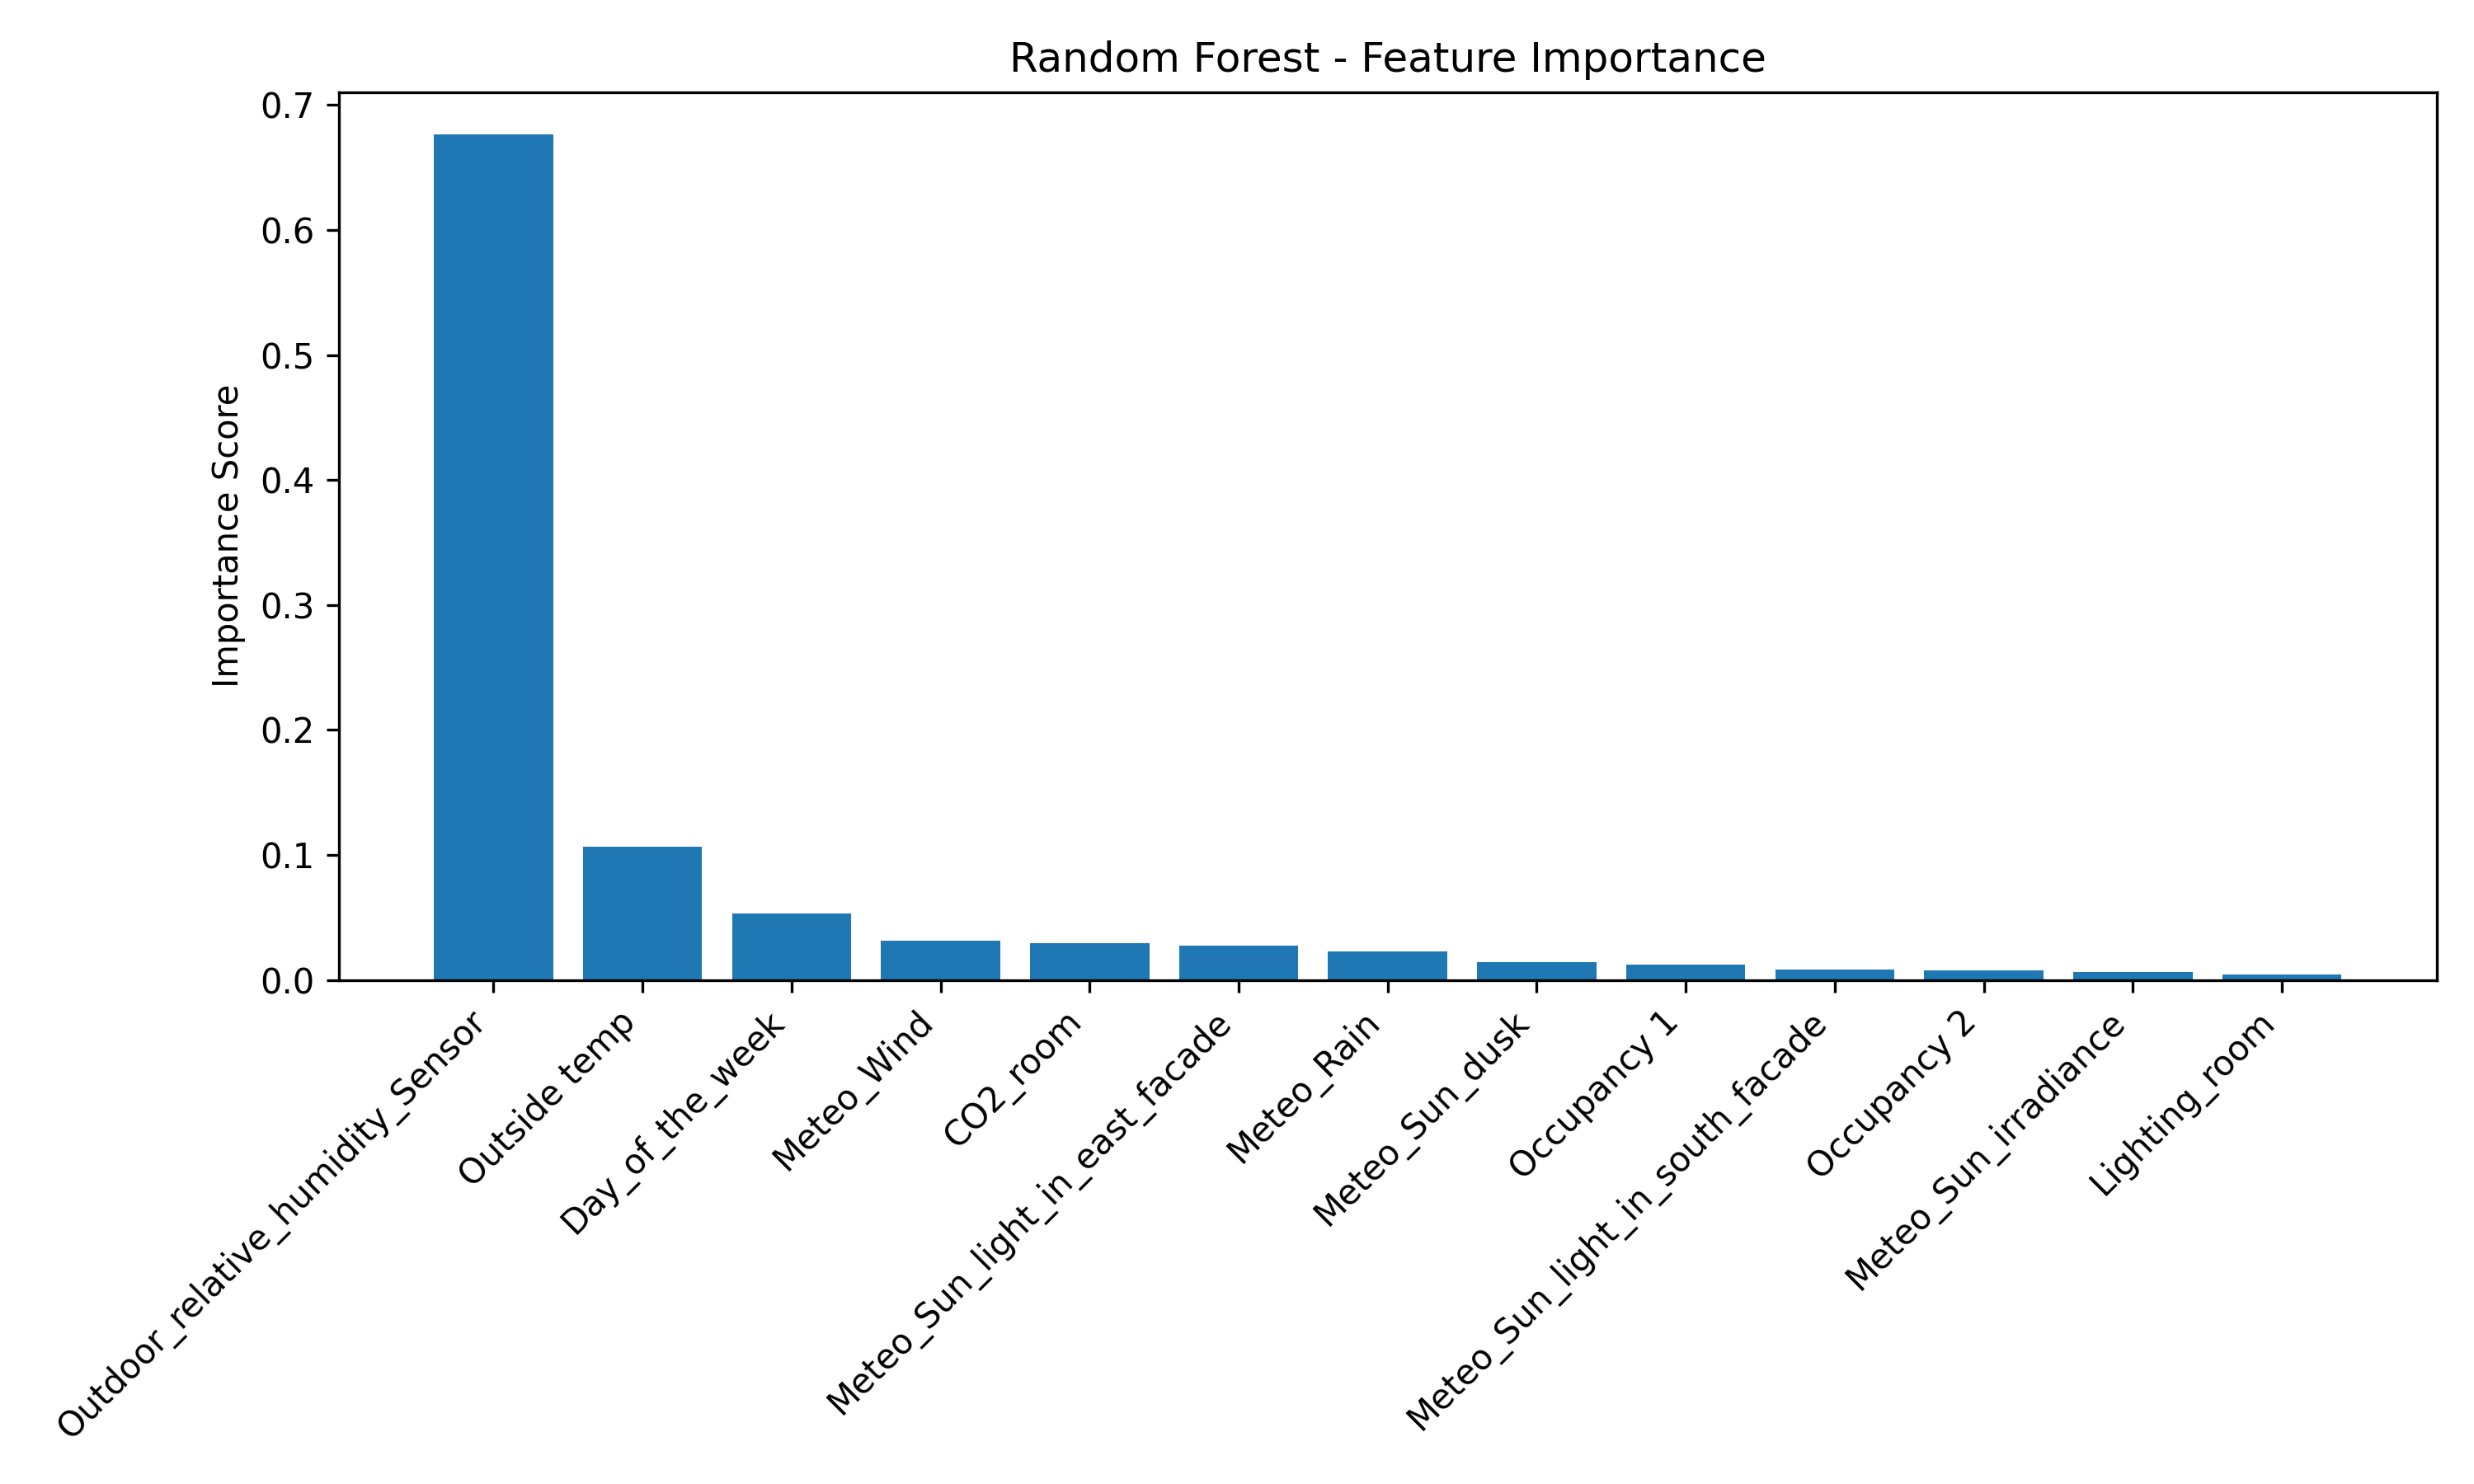 Random Forest - Feature Importance
Importance Score
0.7
0.6
0.5
0.4
0.3
0.2
0.1
0.0
Outdoor_relative_humidity_Sensor
Outside temp
Day_of_the_week
Meteo_Wind
CO2_room
Meteo_Sun_light_in_east_facade
Meteo_Rain
Meteo_Sun_dusk
Occupancy 1
Meteo_Sun_light_in_south_facade
Occupancy 2
Meteo_Sun_irradiance
Lighting_room